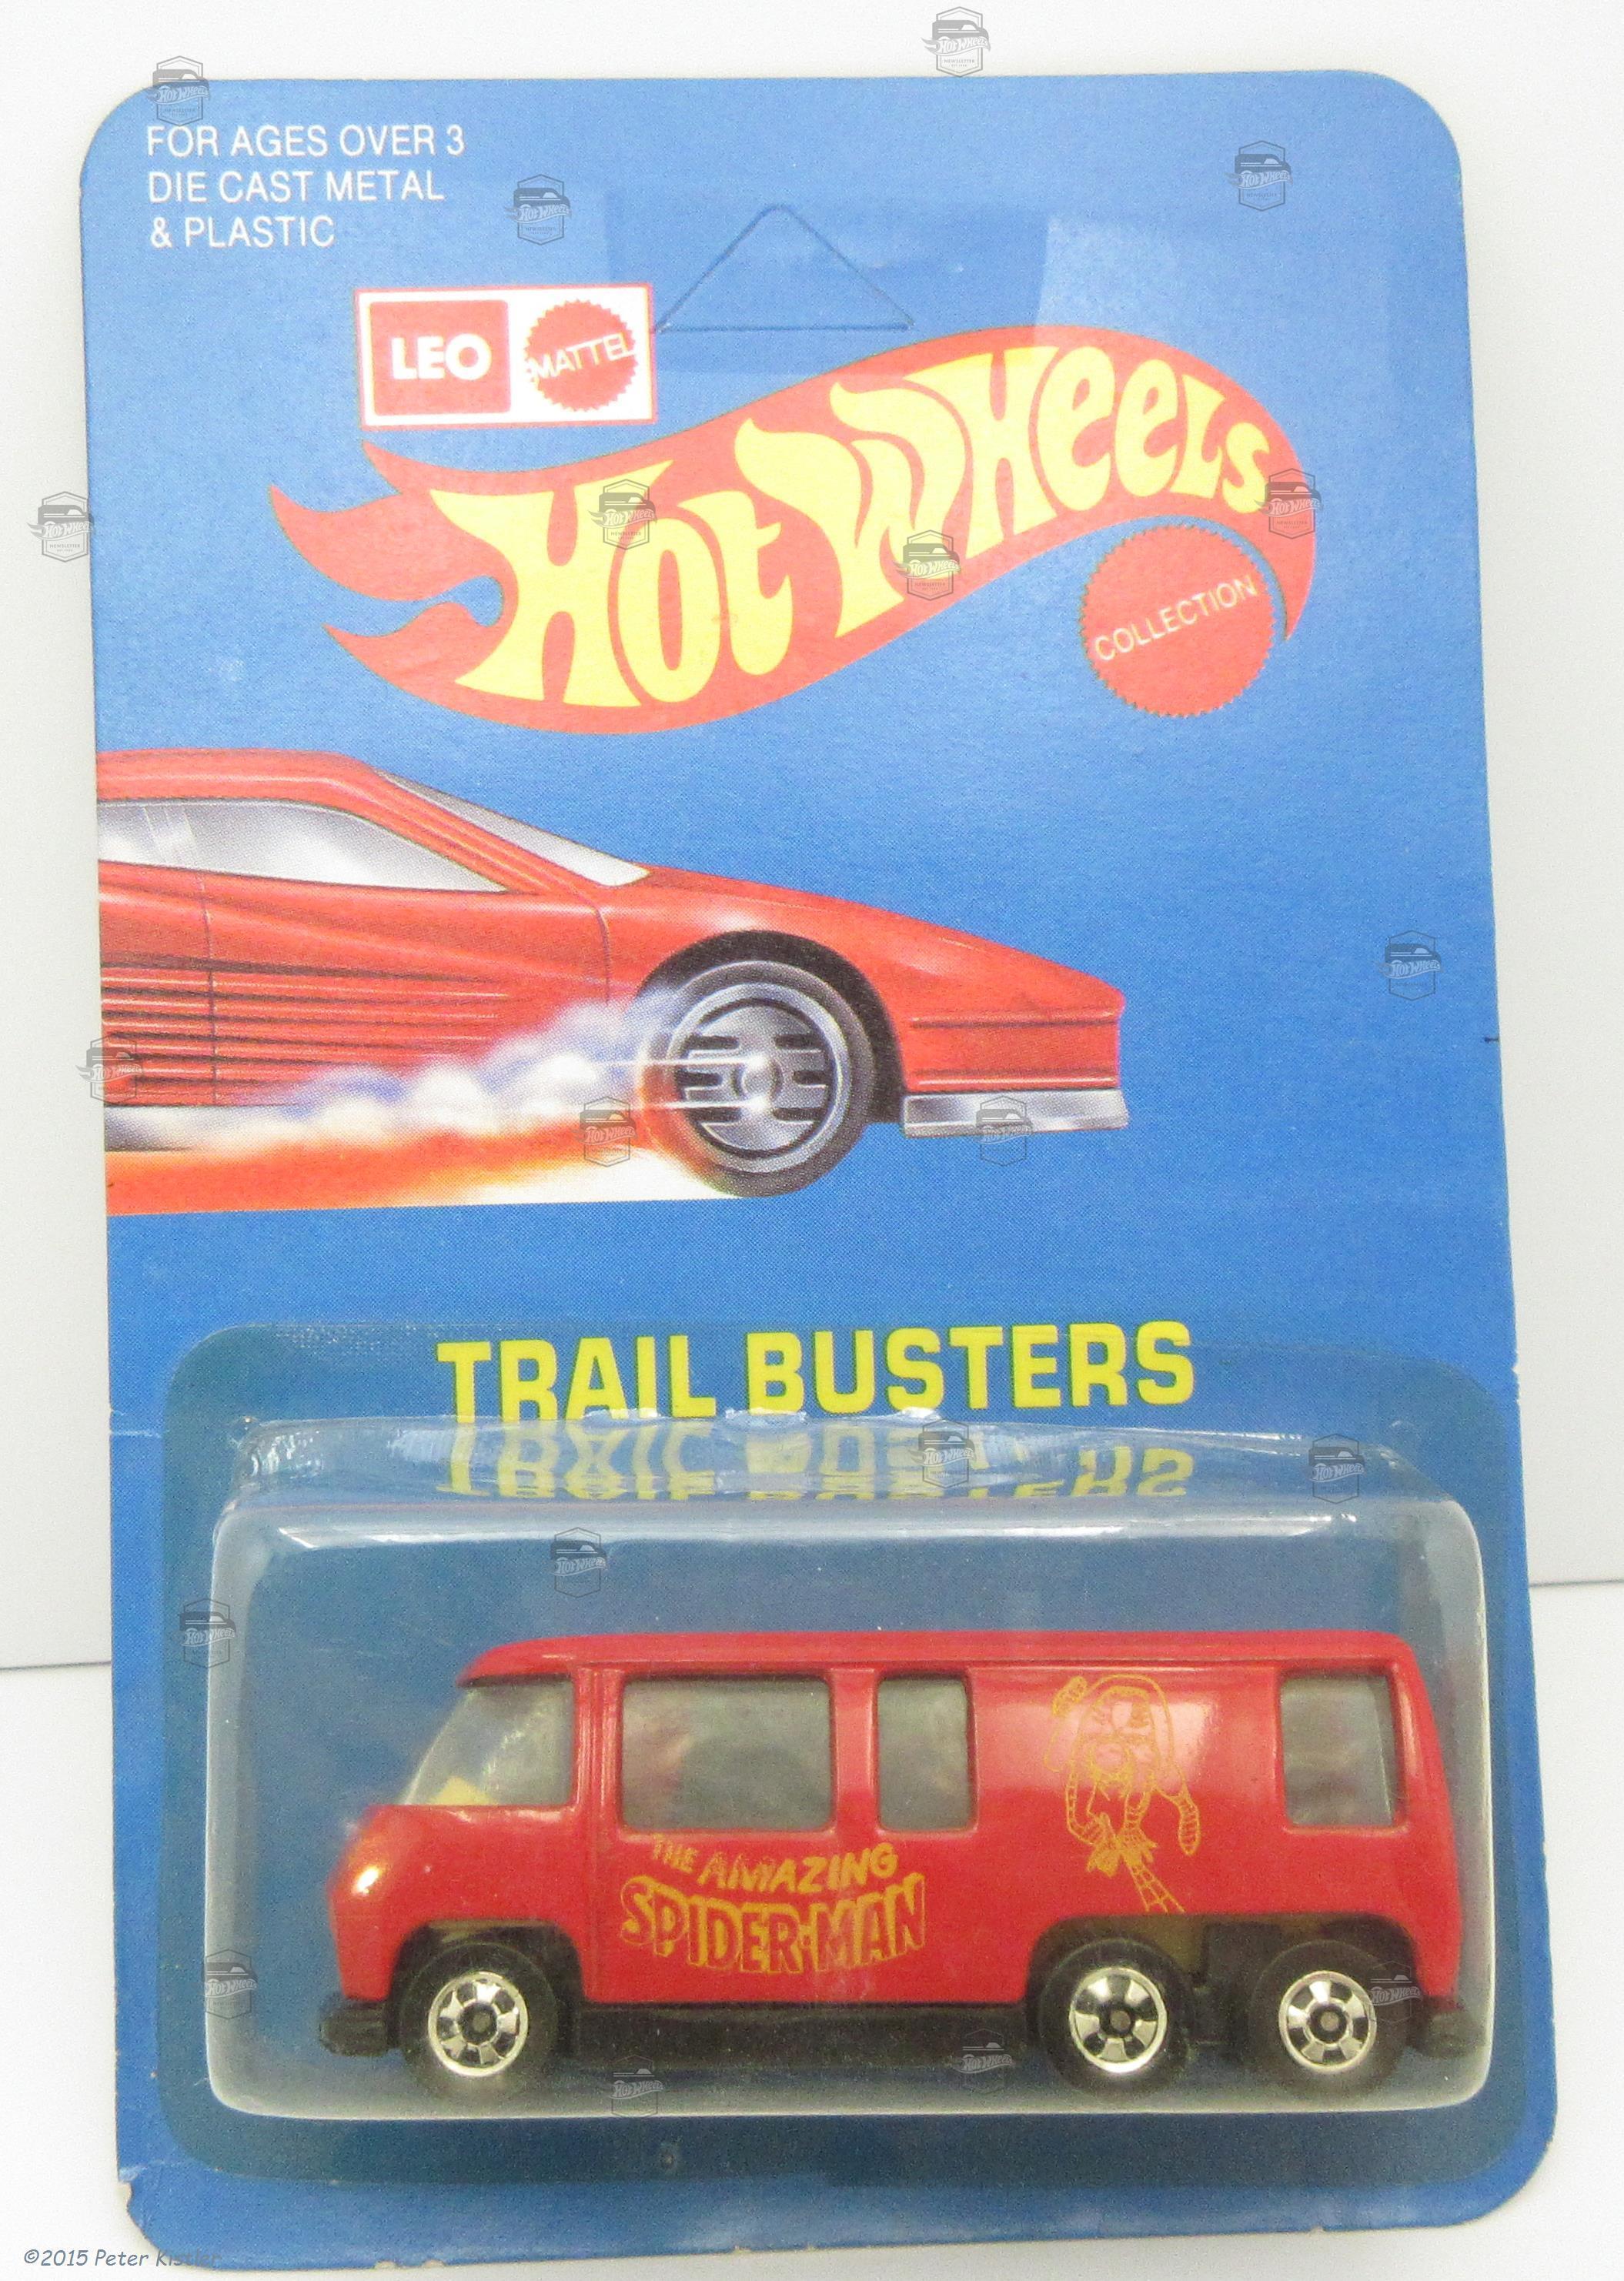 FOR AGES OVER 3
DIE CAST METAL
& PLASTIC
LEO
MATTEL
HOT WHEELS
COLLECTION
TRAIL BUSTERS
THE AMAZING
SPIDER-MAN
©2015 Peter Kistler